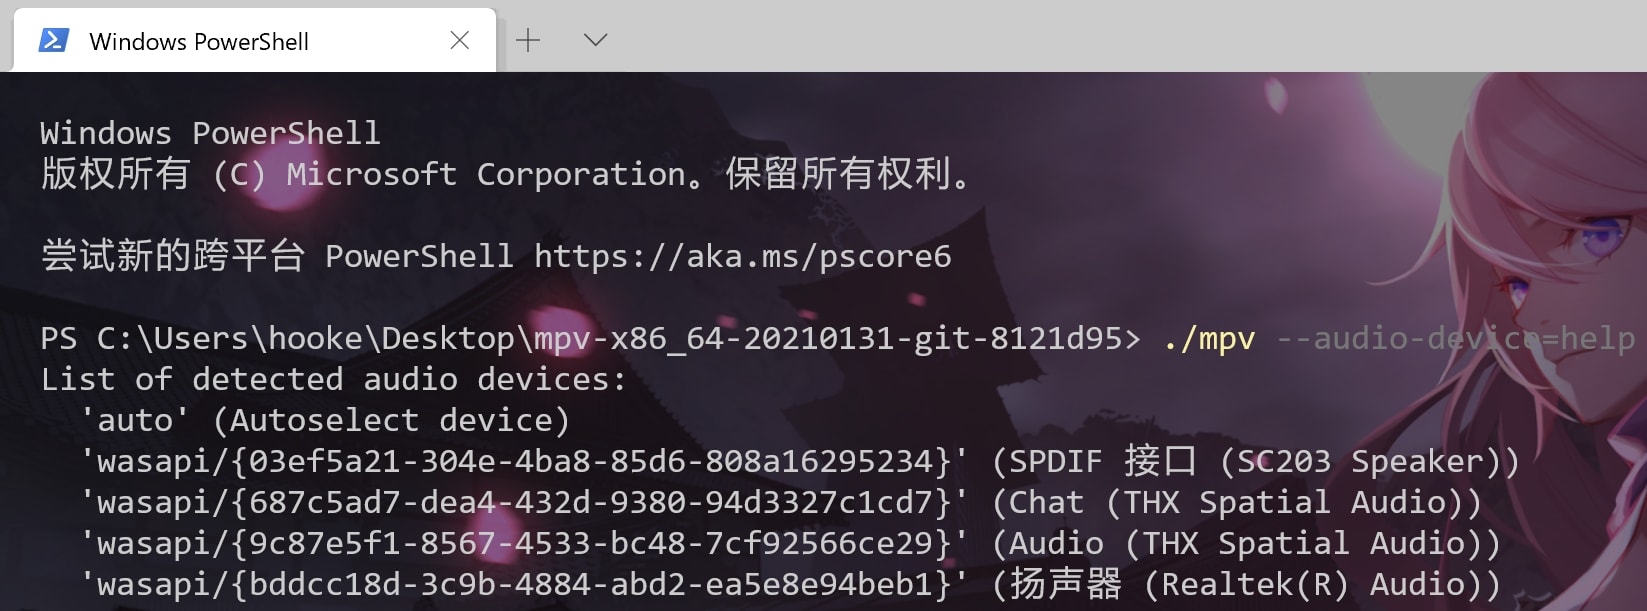 Windows PowerShell
Windows PowerShell
版权所有 (C) Microsoft Corporation。保留所有权利。
尝试新的跨平台 PowerShell https://aka.ms/pscore6
PS C:\Users\hooke\Desktop\mpv-x86_64-20210131-git-8121d95> ./mpv --audio-device=help
List of detected audio devices:
  'auto' (Autoselect device)
  'wasapi/{03ef5a21-304e-4ba8-85d6-808a16295234}' (SPDIF 接口 (SC203 Speaker))
  'wasapi/{687c5ad7-dea4-432d-9380-94d3327c1cd7}' (Chat (THX Spatial Audio))
  'wasapi/{9c87e5f1-8567-4533-bc48-7cf92566ce29}' (Audio (THX Spatial Audio))
  'wasapi/{bddcc18d-3c9b-4884-abd2-ea5e8e94beb1}' (扬声器 (Realtek(R) Audio))